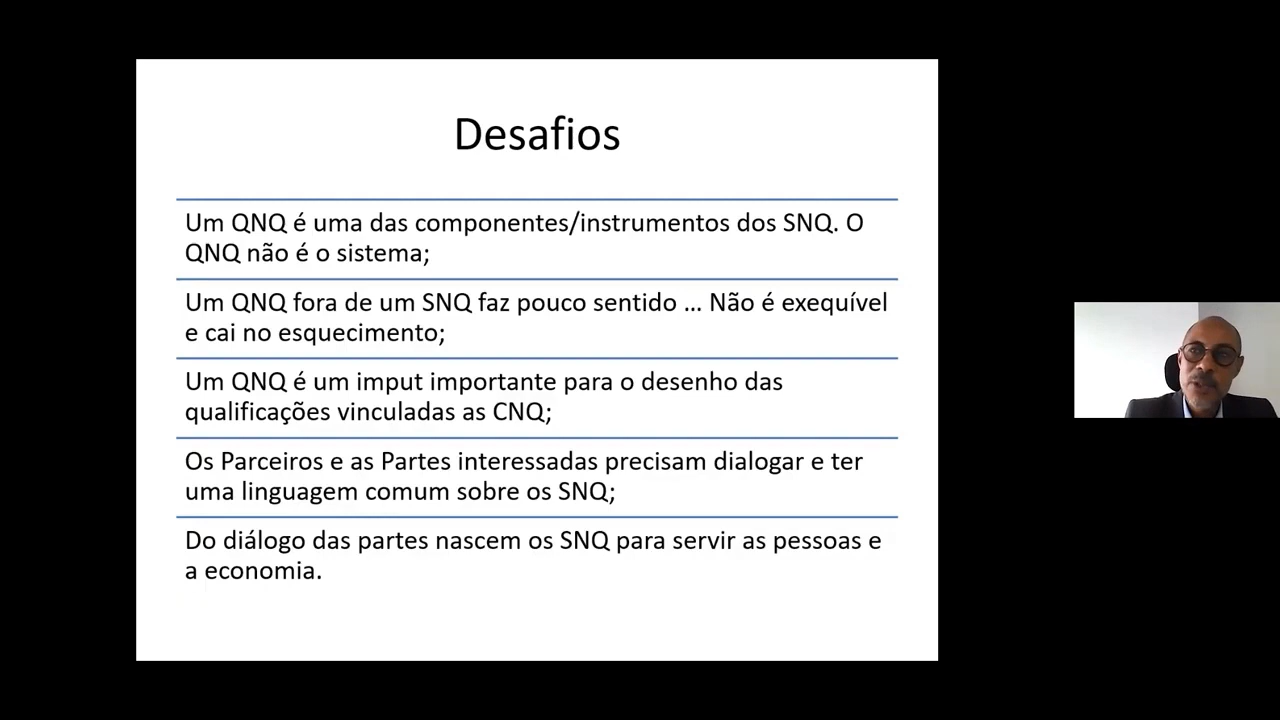 Desafios
Um QNQ é uma das componentes/instrumentos dos SNQ. O
QNQ não é o sistema;
Um QNQ fora de um SNQ faz pouco sentido ... Não é exequível
e cai no esquecimento;
Um QNQ é um imput importante para o desenho das
qualificações vinculadas as CNQ;
Os Parceiros e as Partes interessadas precisam dialogar e ter
uma linguagem comum sobre os SNQ;
Do diálogo das partes nascem os SNQ para servir as pessoas e
a economia.